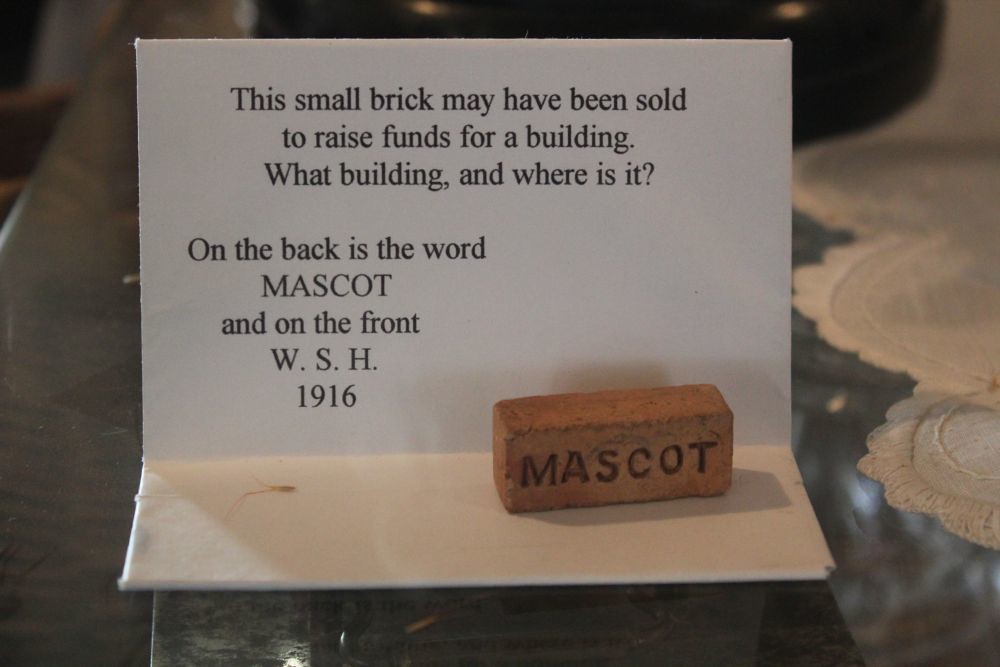 This small brick may have been sold
to raise funds for a building.
What building, and where is it?
On the back is the word
MASCOT
and on the front
W. S. H.
1916
MASCOT